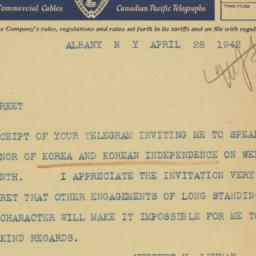 Commercial Cables
Canadian Pacific Telegraphs
TIME FILED
he Company's rules, regulations and rates set forth in its tariffs and on file with regul
ALBANY N Y APRIL 28 1942
REET
CEIPT OF YOUR TELEGRAM INVITING ME TO SPEA
NOR OF KOREA AND KOREAN INDEPENDENCE ON WE
NTH. I APPRECIATE THE INVITATION VERY
RET THAT OTHER ENGAGEMENTS OF LONG STANDIN
CHARACTER WILL MAKE IT IMPOSSIBLE FOR ME TO
KIND REGARDS.
HERBERT H LEHMAN